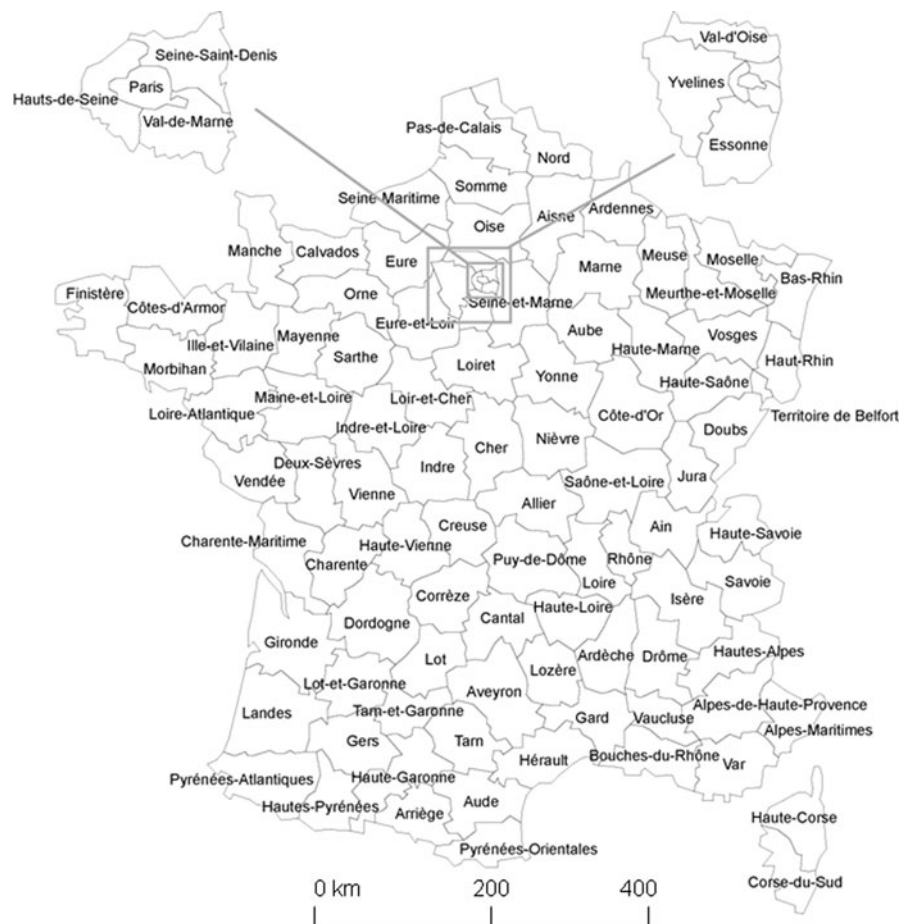 Seine-Saint-Denis
Paris
Hauts-de-Seine
Val-de-Marne
Val-d'Oise
Yvelines
Essonne
Pas-de-Calais
Nord
Somme
Seine Maritime
Oise
Aisne
Ardennes
Manche
Calvados
Eure
Marne
Meuse
Moselle
Bas-Rhin
Finistère
Côtes-d'Armor
Orne
Seine-et-Marne
Meurthe-et-Moselle
Eure-et-Loir
Ille-et-Vilaine
Mayenne
Aube
Haute-Marne
Vosges
Morbihan
Sarthe
Loiret
Yonne
Haute-Saône
Haut-Rhin
Loire-Atlantique
Maine-et-Loire
Loir-et-Cher
Côte-d'Or
Territoire de Belfort
Indre-et-Loire
Cher
Nièvre
Doubs
Vendée
Deux-Sèvres
Vienne
Indre
Saône-et-Loire
Jura
Allier
Charente-Maritime
Haute-Vienne
Creuse
Ain
Haute-Savoie
Charente
Puy-de-Dôme
Rhône
Loire
Savoie
Corrèze
Haute-Loire
Isère
Dordogne
Cantal
Gironde
Lot
Lozère
Ardèche
Drôme
Hautes-Alpes
Lot-et-Garonne
Aveyron
Landes
Tarn-et-Garonne
Gard
Vaucluse
Alpes-de-Haute-Provence
Alpes-Maritimes
Gers
Tarn
Hérault
Bouches-du-Rhône
Var
Pyrénées-Atlantiques
Haute-Garonne
Hautes-Pyrénées
Arriège
Aude
Pyrénées-Orientales
Haute-Corse
Corse-du-Sud
0 km 200 400